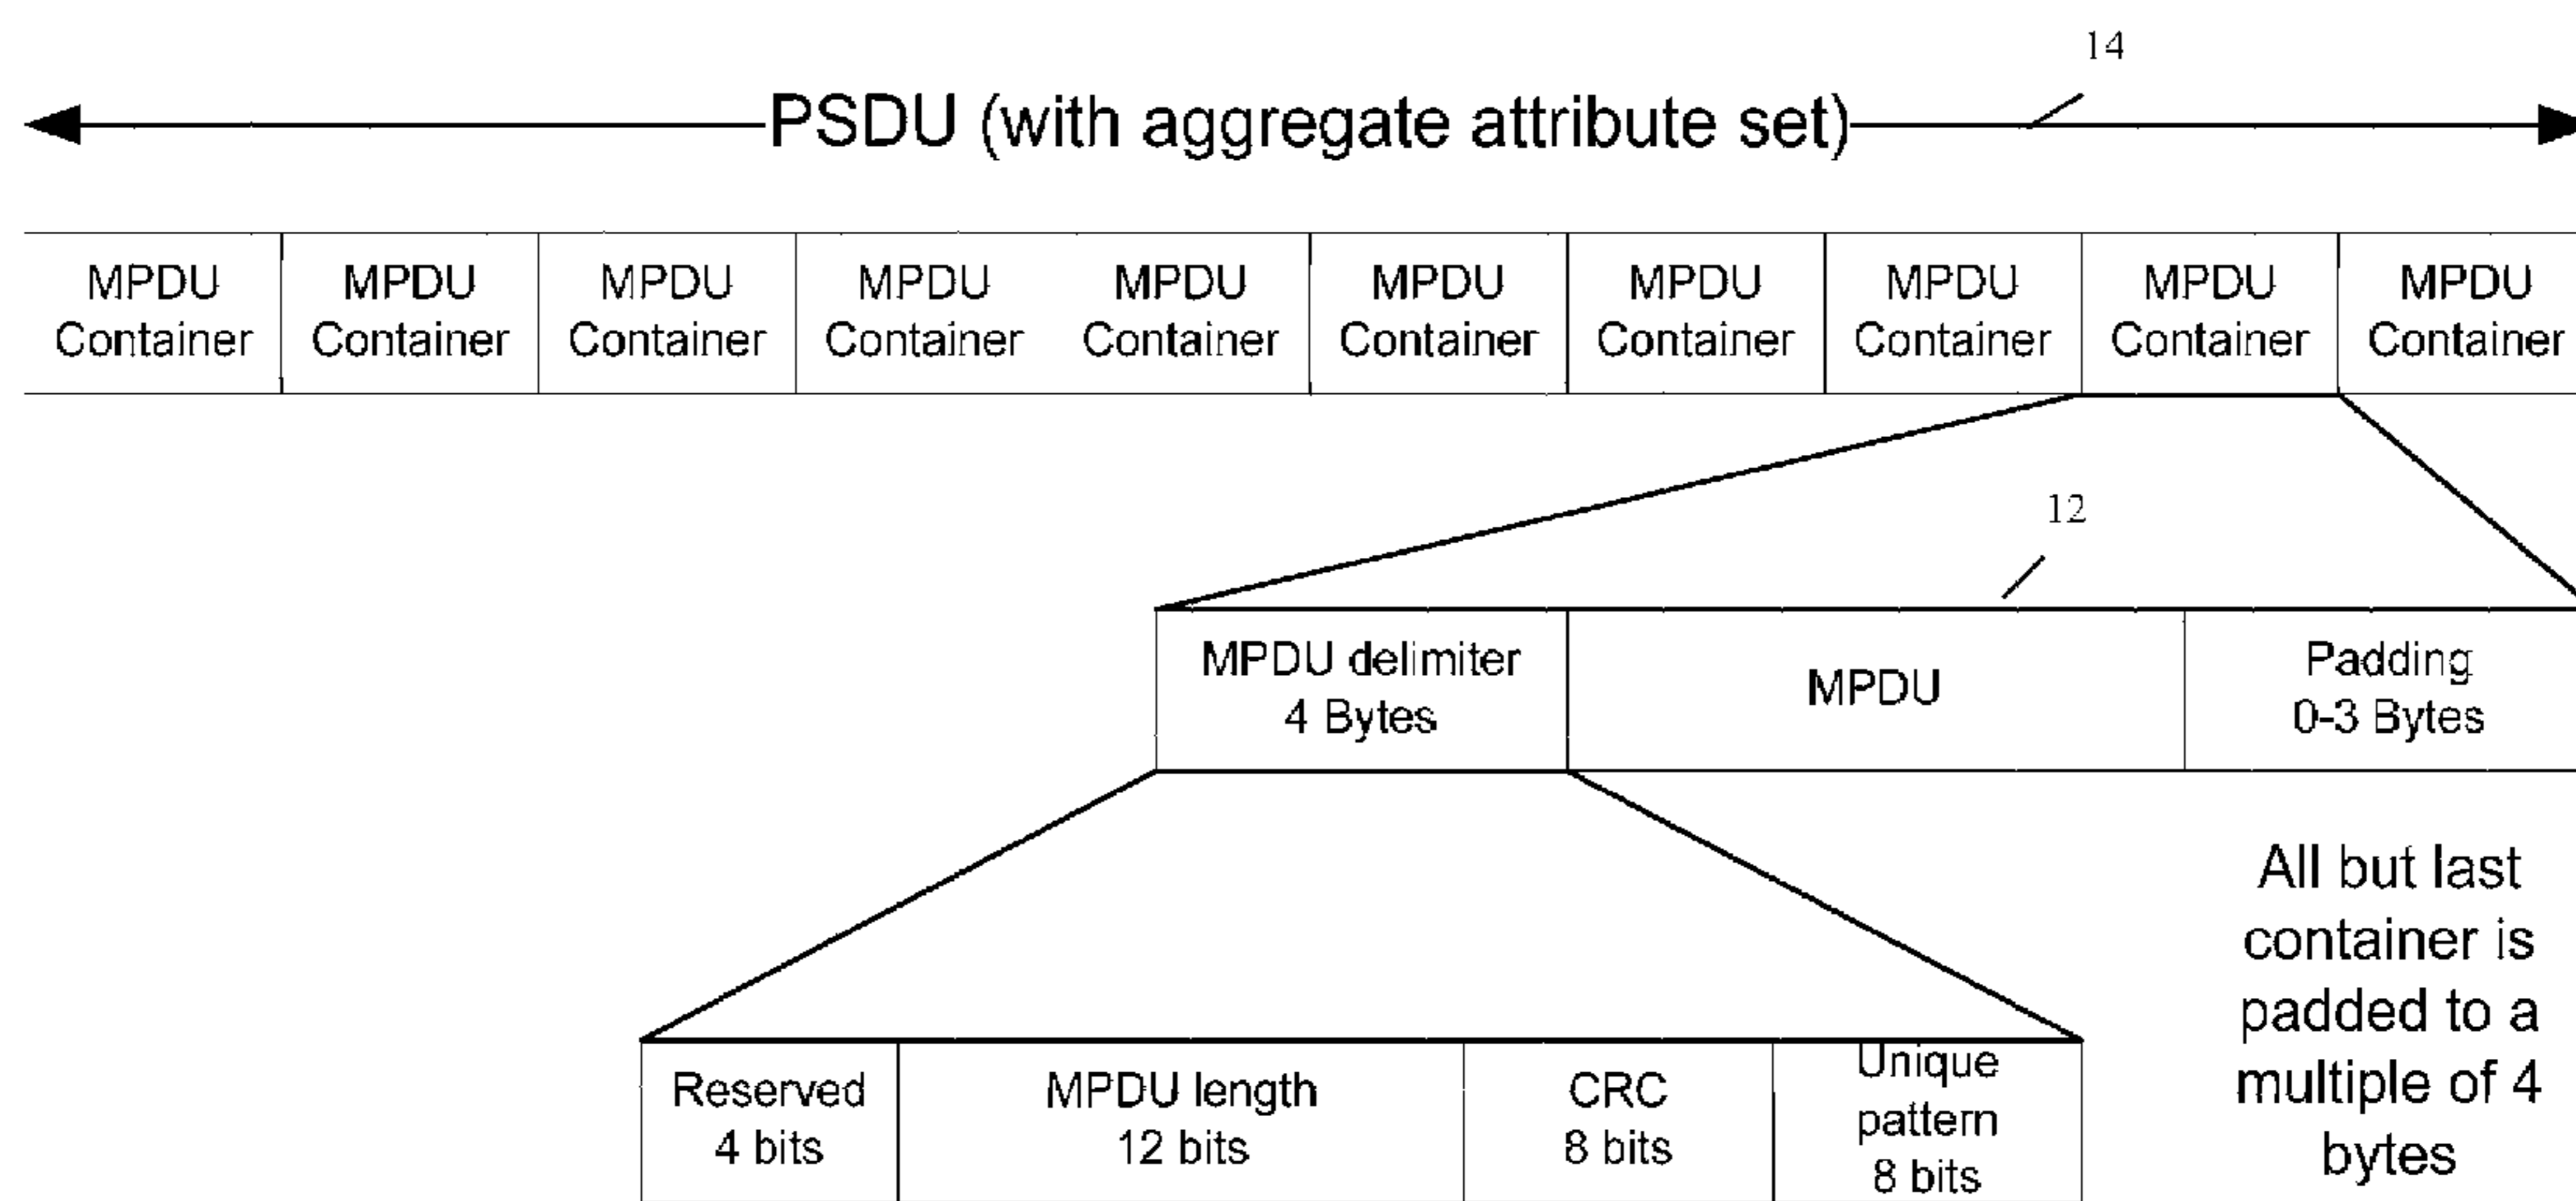 14
PSDU (with aggregate attribute set)
MPDU Container
MPDU Container
MPDU Container
MPDU Container
MPDU Container
MPDU Container
MPDU Container
MPDU Container
MPDU Container
MPDU Container
12
MPDU delimiter
4 Bytes
MPDU
Padding
0-3 Bytes
All but last
container is
padded to a
multiple of 4
bytes
Reserved
4 bits
MPDU length
12 bits
CRC
8 bits
Unique
pattern
8 bits